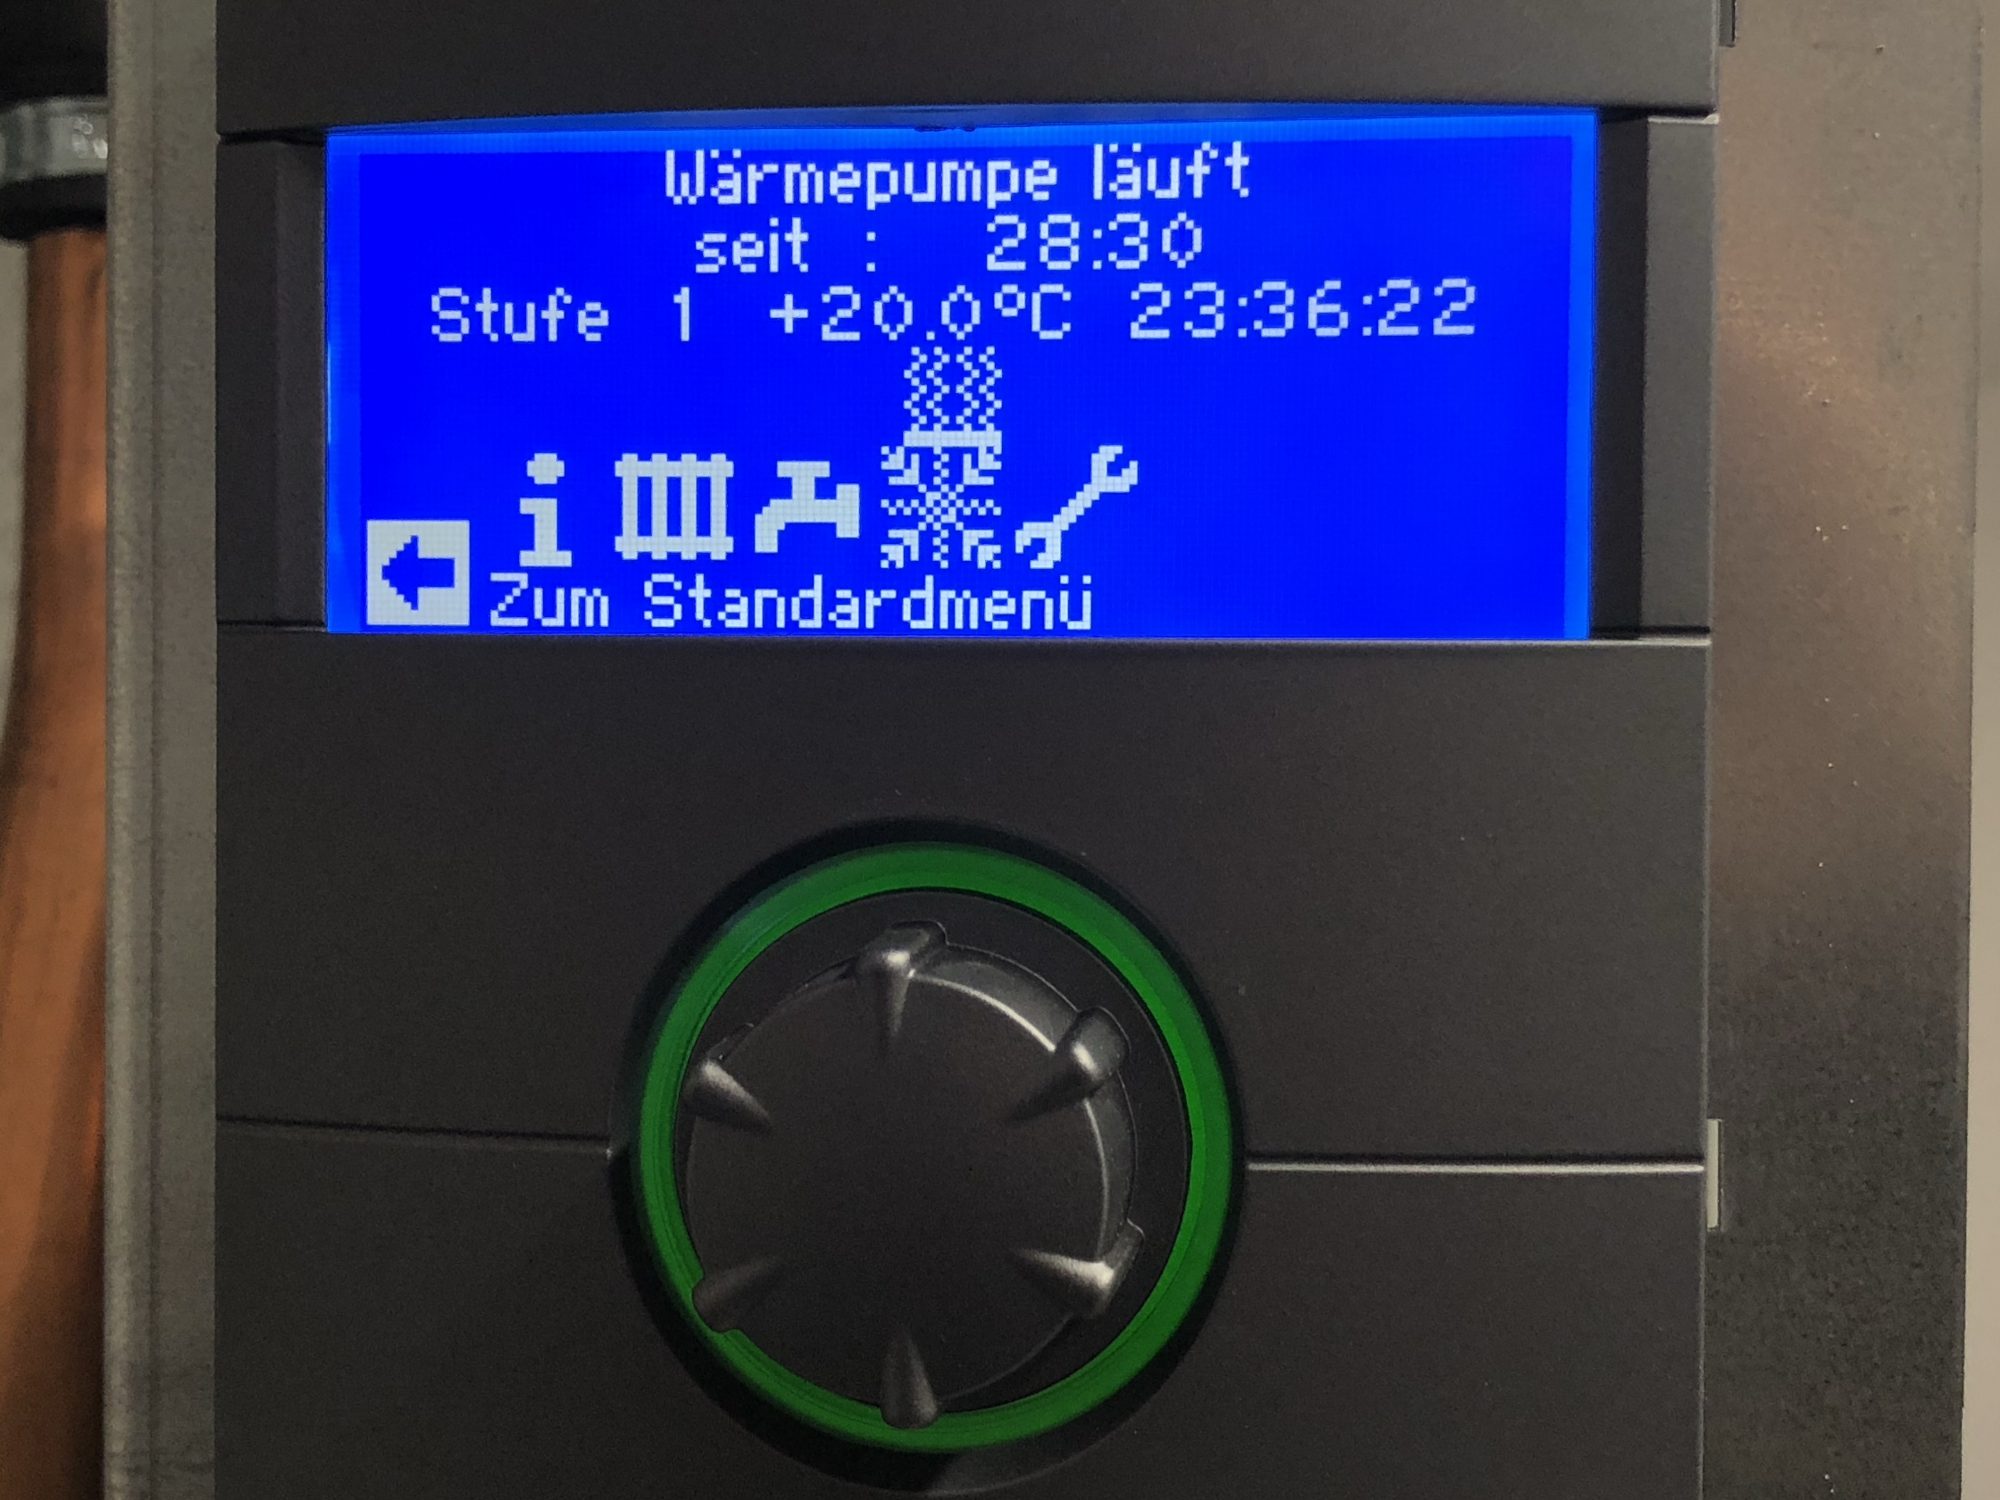 Wärmepumpe läuft
seit : 28:30
Stufe 1 +20.0°C 23:36:22
Zum Standardmenü